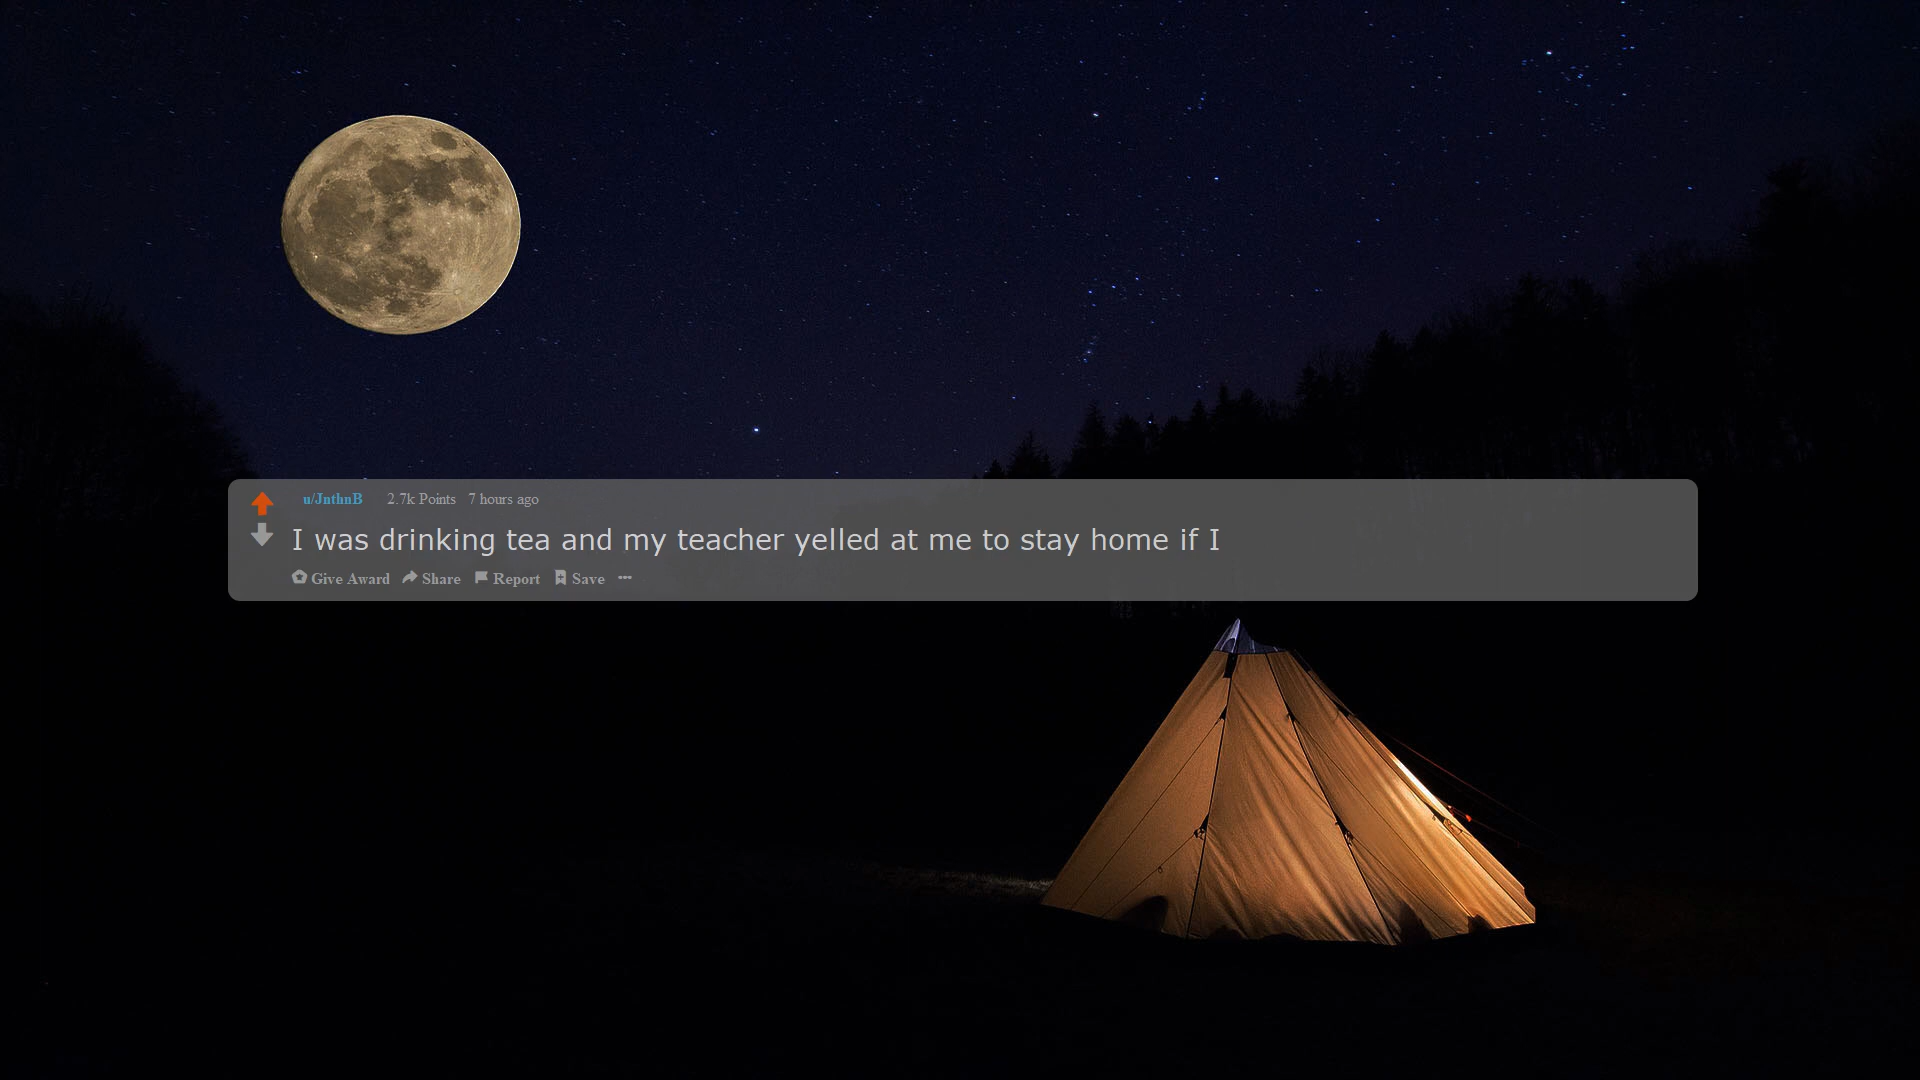 u/JnthnB 2.7k Points 7 hours ago
I was drinking tea and my teacher yelled at me to stay home if I
Give Award Share Report Save